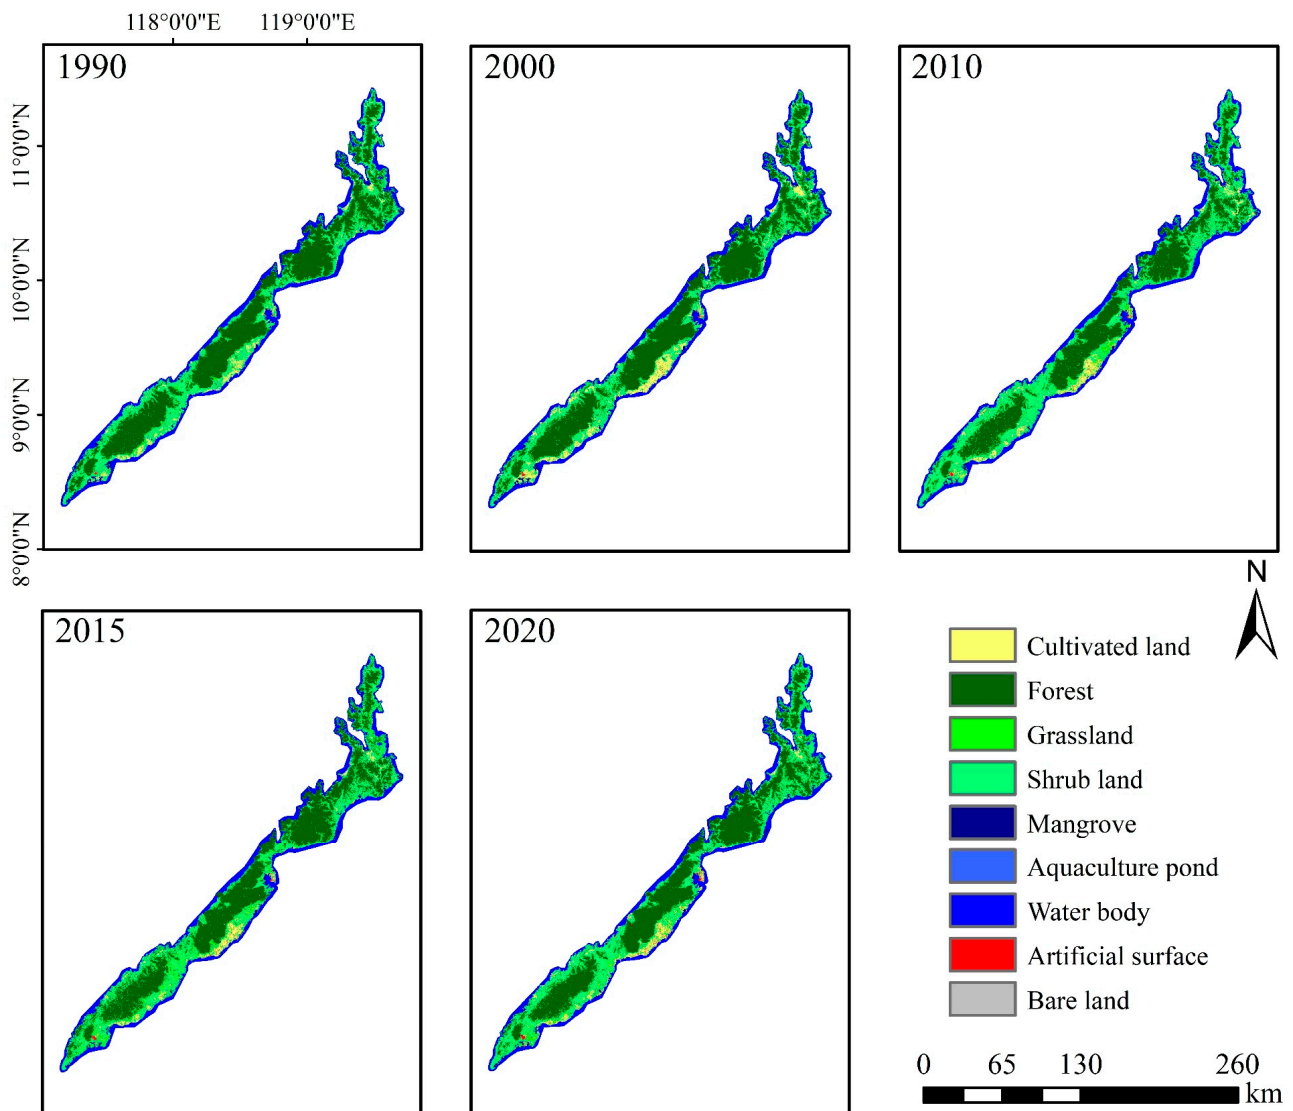 118°0'0"E 119°0'0"E
1990
2000
2010
11°0'0"N
10°0'0"N
9°0'0"N
8°0'0"N
2015
2020
N
Cultivated land
Forest
Grassland
Shrub land
Mangrove
Aquaculture pond
Water body
Artificial surface
Bare land
0 65 130 260
km